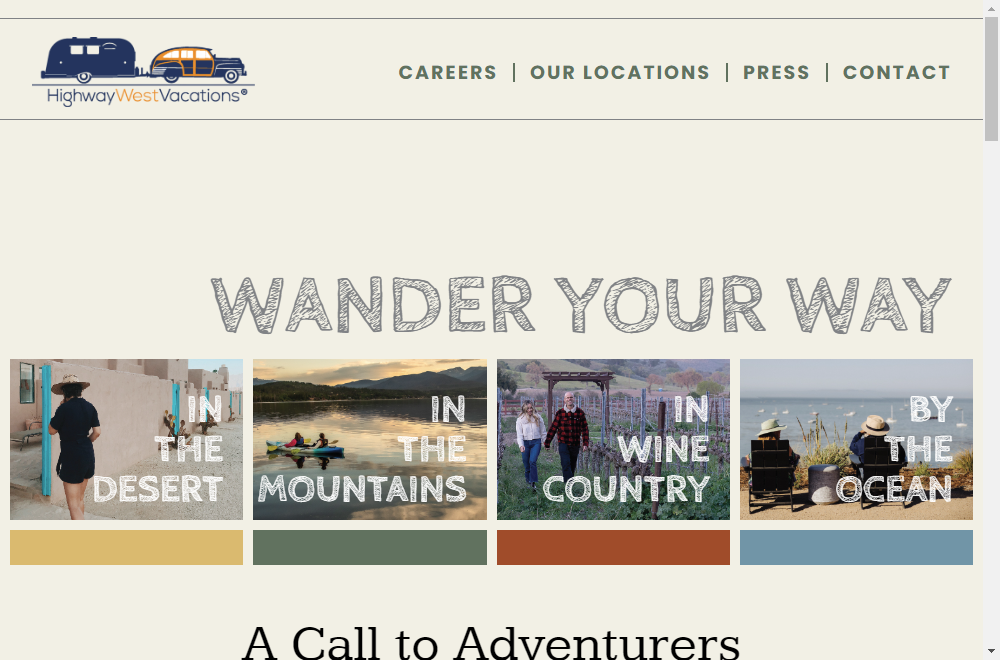 HighwayWestVacations®
CAREERS | OUR LOCATIONS | PRESS | CONTACT
WANDER YOUR WAY
IN
THE
DESERT
IN
THE
MOUNTAINS
IN
WINE
COUNTRY
BY
THE
OCEAN
A Call to Adventurers